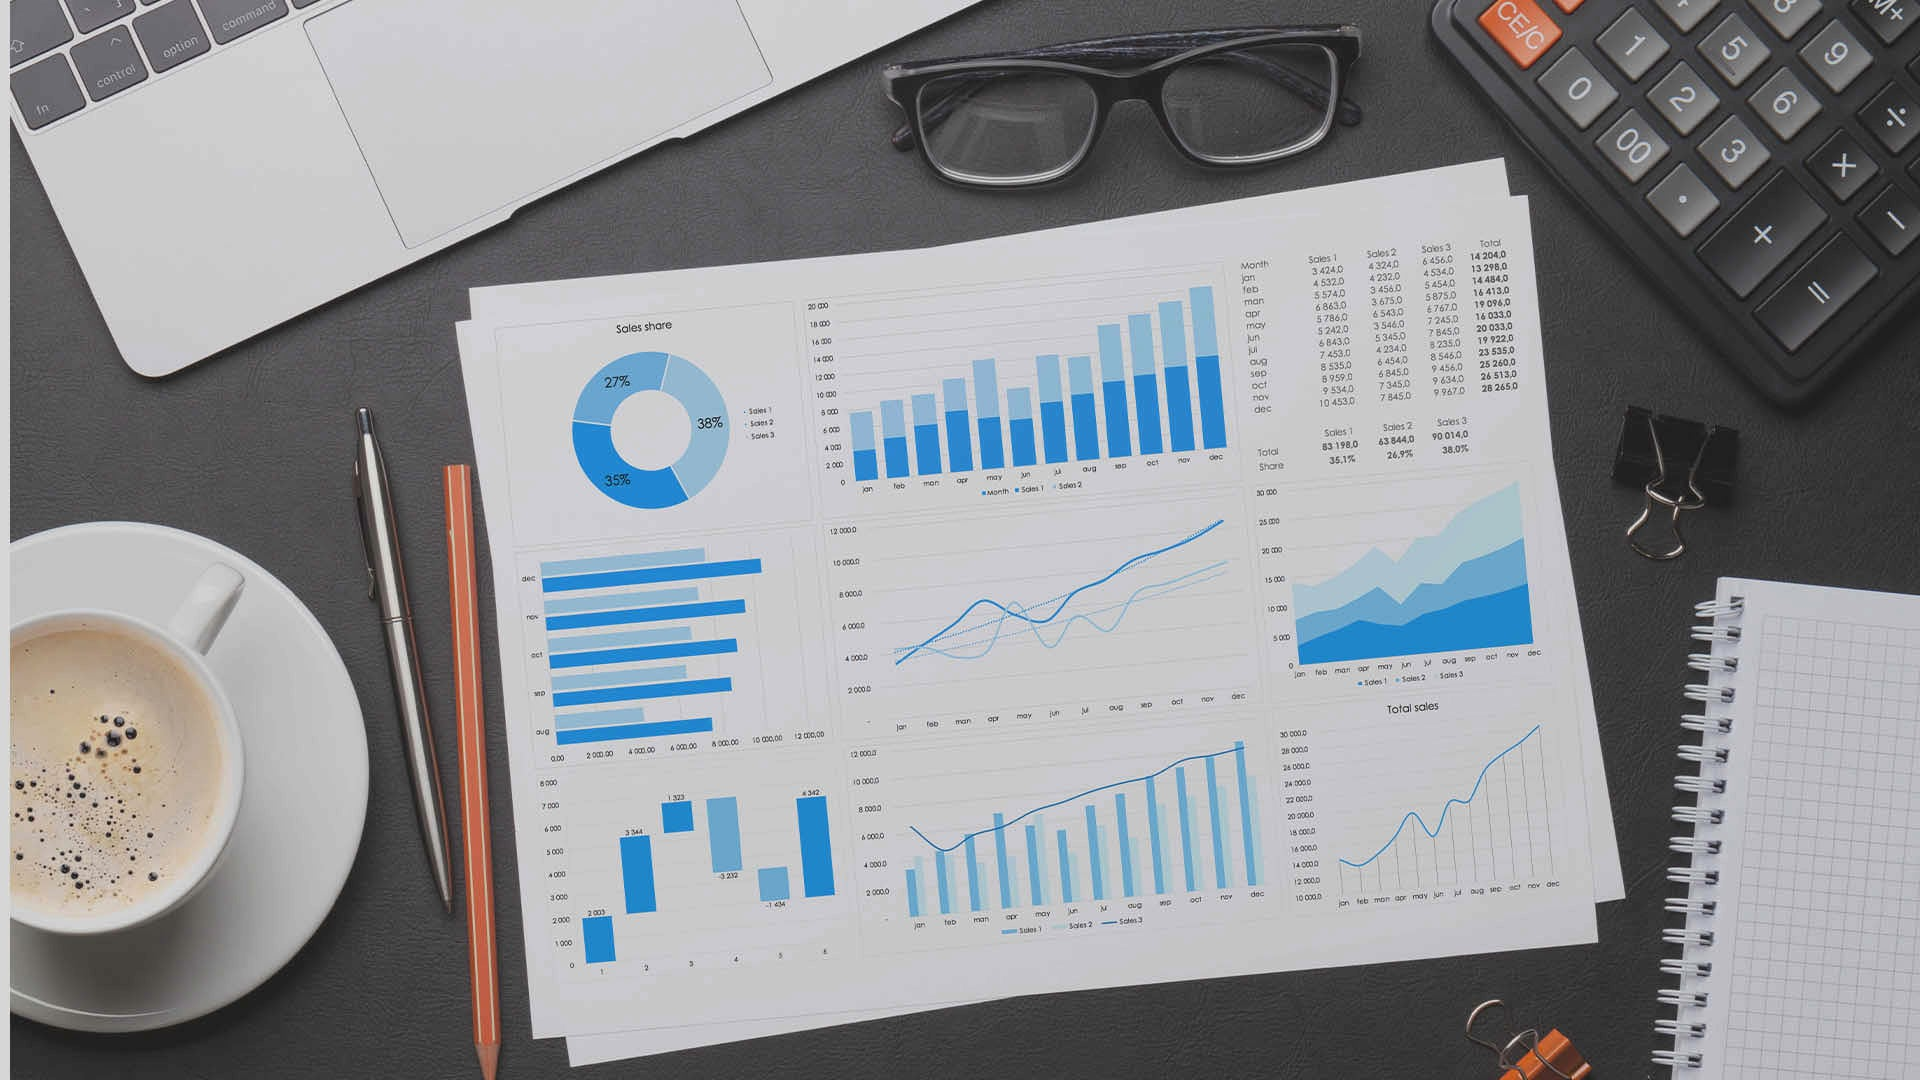 command
option
control
fn
CE/C
M+
1 5 9
0 2 6 ÷
00 3 ×
. + −
=
Sales share
27%
38%
35%
Sales 1
Sales 2
Sales 3
20 000
18 000
16 000
14 000
12 000
10 000
8 000
6 000
4 000
2 000
0
jan feb man apr may jun jul aug sep oct nov dec
Month Sales 1 Sales 2
Month Sales 1 Sales 2 Sales 3 Total
jan 3 424,0 4 324,0 6 456,0 14 204,0
feb 4 532,0 4 232,0 4 534,0 13 298,0
man 5 574,0 3 456,0 5 454,0 14 484,0
apr 6 863,0 3 675,0 5 875,0 16 413,0
may 5 786,0 6 543,0 6 767,0 19 096,0
jun 5 242,0 3 546,0 7 245,0 16 033,0
jul 6 843,0 5 345,0 7 845,0 20 033,0
aug 7 453,0 4 234,0 8 235,0 19 922,0
sep 8 535,0 6 454,0 8 546,0 23 535,0
oct 8 959,0 6 845,0 9 456,0 25 260,0
nov 9 534,0 7 345,0 9 634,0 26 513,0
dec 10 453,0 7 845,0 9 967,0 28 265,0
Sales 1 Sales 2 Sales 3
Total 83 198,0 63 844,0 90 014,0
Share 35,1% 26,9% 38,0%
dec
nov
oct
sep
aug
0,00 2 000,00 4 000,00 6 000,00 8 000,00 10 000,00 12 000,00
12 000,0
10 000,0
8 000,0
6 000,0
4 000,0
2 000,0
-
jan feb man apr may jun jul aug sep oct nov dec
30 000
25 000
20 000
15 000
10 000
5 000
0
jan feb man apr may jun jul aug sep oct nov dec
Sales 1 Sales 2 Sales 3
8 000
7 000
6 000
5 000
4 000
3 000
2 000
1 000
0
2 003
3 344
1 323
-3 232
-1 434
4 342
1 2 3 4 5 6
12 000,0
10 000,0
8 000,0
6 000,0
4 000,0
2 000,0
-
jan feb man apr may jun jul aug sep oct nov dec
Sales 1 Sales 2 Sales 3
Total sales
30 000,0
28 000,0
26 000,0
24 000,0
22 000,0
20 000,0
18 000,0
16 000,0
14 000,0
12 000,0
10 000,0
jan feb man apr may jun jul aug sep oct nov dec